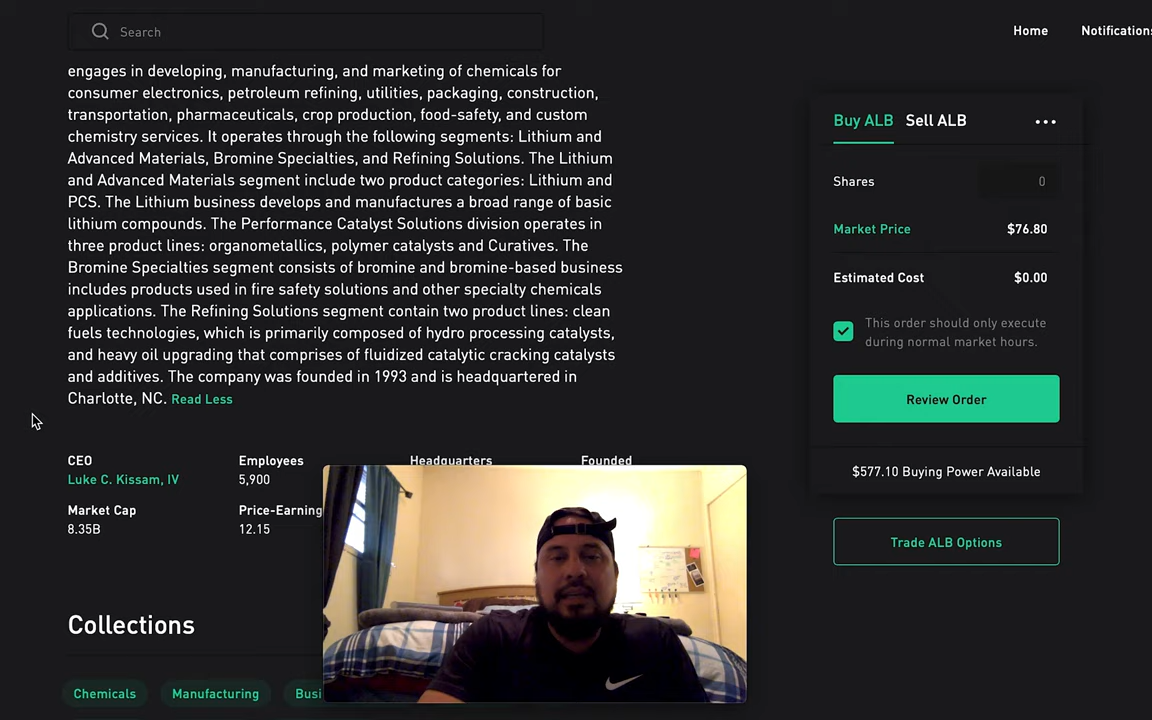 Search
Home
Notifications
engages in developing, manufacturing, and marketing of chemicals for
consumer electronics, petroleum refining, utilities, packaging, construction,
transportation, pharmaceuticals, crop production, food-safety, and custom
chemistry services. It operates through the following segments: Lithium and
Advanced Materials, Bromine Specialties, and Refining Solutions. The Lithium
and Advanced Materials segment include two product categories: Lithium and
PCS. The Lithium business develops and manufactures a broad range of basic
lithium compounds. The Performance Catalyst Solutions division operates in
three product lines: organometallics, polymer catalysts and Curatives. The
Bromine Specialties segment consists of bromine and bromine-based business
includes products used in fire safety solutions and other specialty chemicals
applications. The Refining Solutions segment contain two product lines: clean
fuels technologies, which is primarily composed of hydro processing catalysts,
and heavy oil upgrading that comprises of fluidized catalytic cracking catalysts
and additives. The company was founded in 1993 and is headquartered in
Charlotte, NC. Read Less
CEO
Luke C. Kissam, IV
Employees
5,900
Headquarters
Founded
Market Cap
8.35B
Price-Earning
12.15
Collections
Chemicals
Manufacturing
Busi
Buy ALB
Sell ALB
Shares
0
Market Price
$76.80
Estimated Cost
$0.00
This order should only execute
during normal market hours.
Review Order
$577.10 Buying Power Available
Trade ALB Options